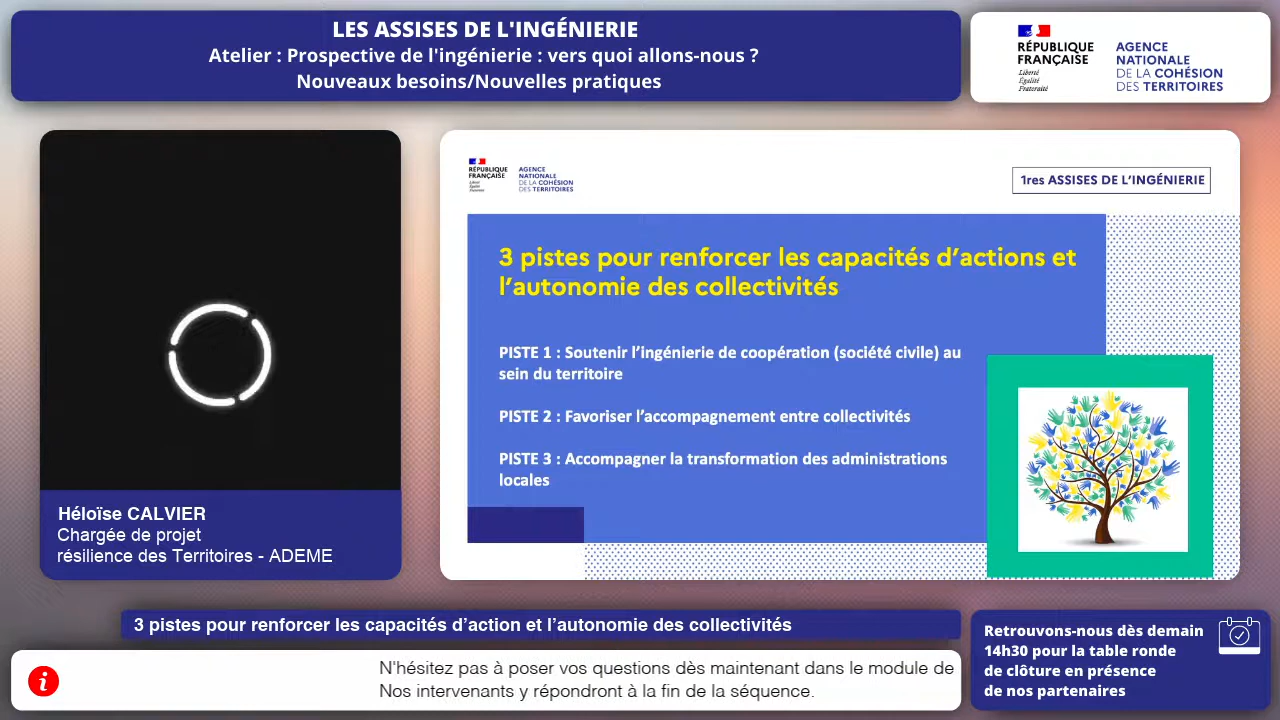 LES ASSISES DE L'INGÉNIERIE
Atelier : Prospective de l'ingénierie : vers quoi allons-nous ?
Nouveaux besoins/Nouvelles pratiques
RÉPUBLIQUE
FRANÇAISE
Liberté
Égalité
Fraternité
AGENCE
NATIONALE
DE LA COHÉSION
DES TERRITOIRES
RÉPUBLIQUE
FRANÇAISE
Liberté
Égalité
Fraternité
AGENCE
NATIONALE
DE LA COHÉSION
DES TERRITOIRES
1res ASSISES DE L'INGÉNIERIE
3 pistes pour renforcer les capacités d'actions et
l'autonomie des collectivités
PISTE 1 : Soutenir l'ingénierie de coopération (société civile) au
sein du territoire
PISTE 2 : Favoriser l'accompagnement entre collectivités
PISTE 3 : Accompagner la transformation des administrations
locales
Héloïse CALVIER
Chargée de projet
résilience des Territoires - ADEME
3 pistes pour renforcer les capacités d'action et l'autonomie des collectivités
i
N'hésitez pas à poser vos questions dès maintenant dans le module de
Nos intervenants y répondront à la fin de la séquence.
Retrouvons-nous dès demain
14h30 pour la table ronde
de clôture en présence
de nos partenaires